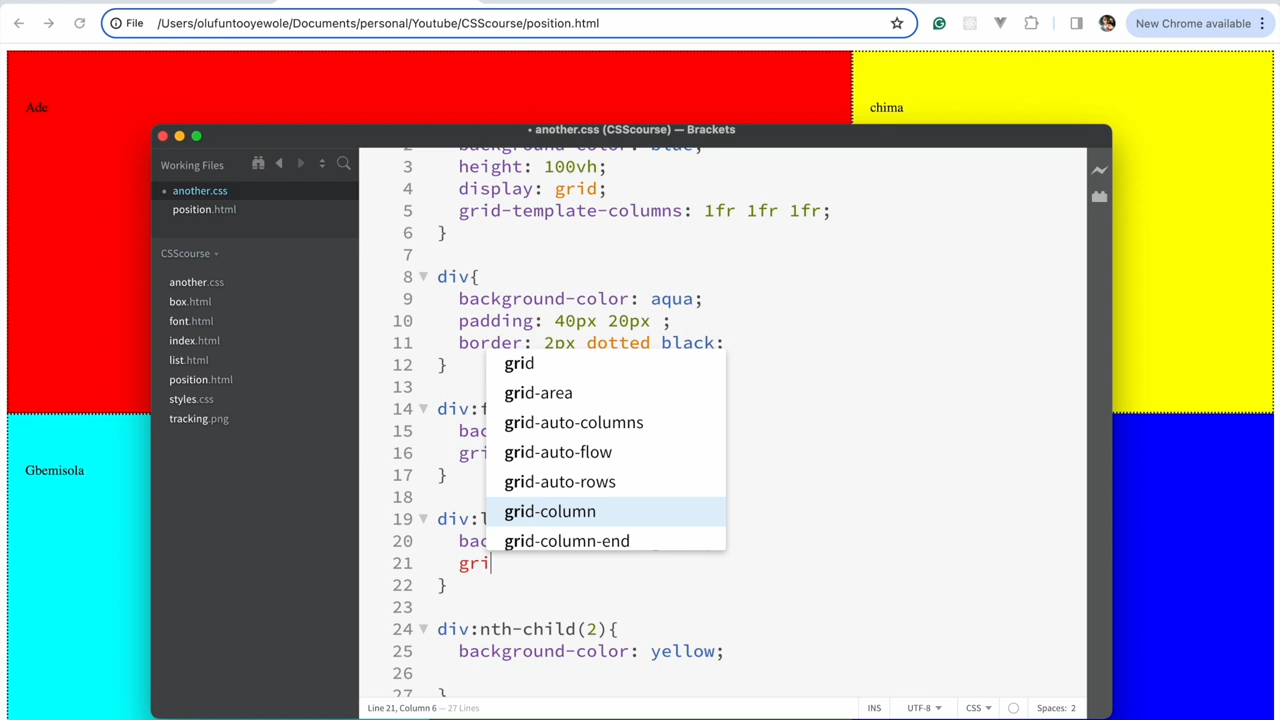 File
/Users/olufuntooyewole/Documents/personal/Youtube/CSScourse/position.html
New Chrome available
Ade
chima
• another.css (CSScourse) — Brackets
Working Files
another.css
position.html
CSScourse
another.css
box.html
font.html
index.html
list.html
position.html
styles.css
tracking.png
2 background-color: blue;
3 height: 100vh;
4 display: grid;
5 grid-template-columns: 1fr 1fr 1fr;
6 }
7
8 div{
9 background-color: aqua;
10 padding: 40px 20px ;
11 border: 2px dotted black;
12 }
13
14 div:f
15 bac
16 gri
17 }
18
19 div:l
20 bac
21 gri
22 }
23
24 div:nth-child(2){
25 background-color: yellow;
26
27 }
grid
grid-area
grid-auto-columns
grid-auto-flow
grid-auto-rows
grid-column
grid-column-end
Gbemisola
Line 21, Column 6 — 27 Lines
INS
UTF-8
CSS
Spaces: 2